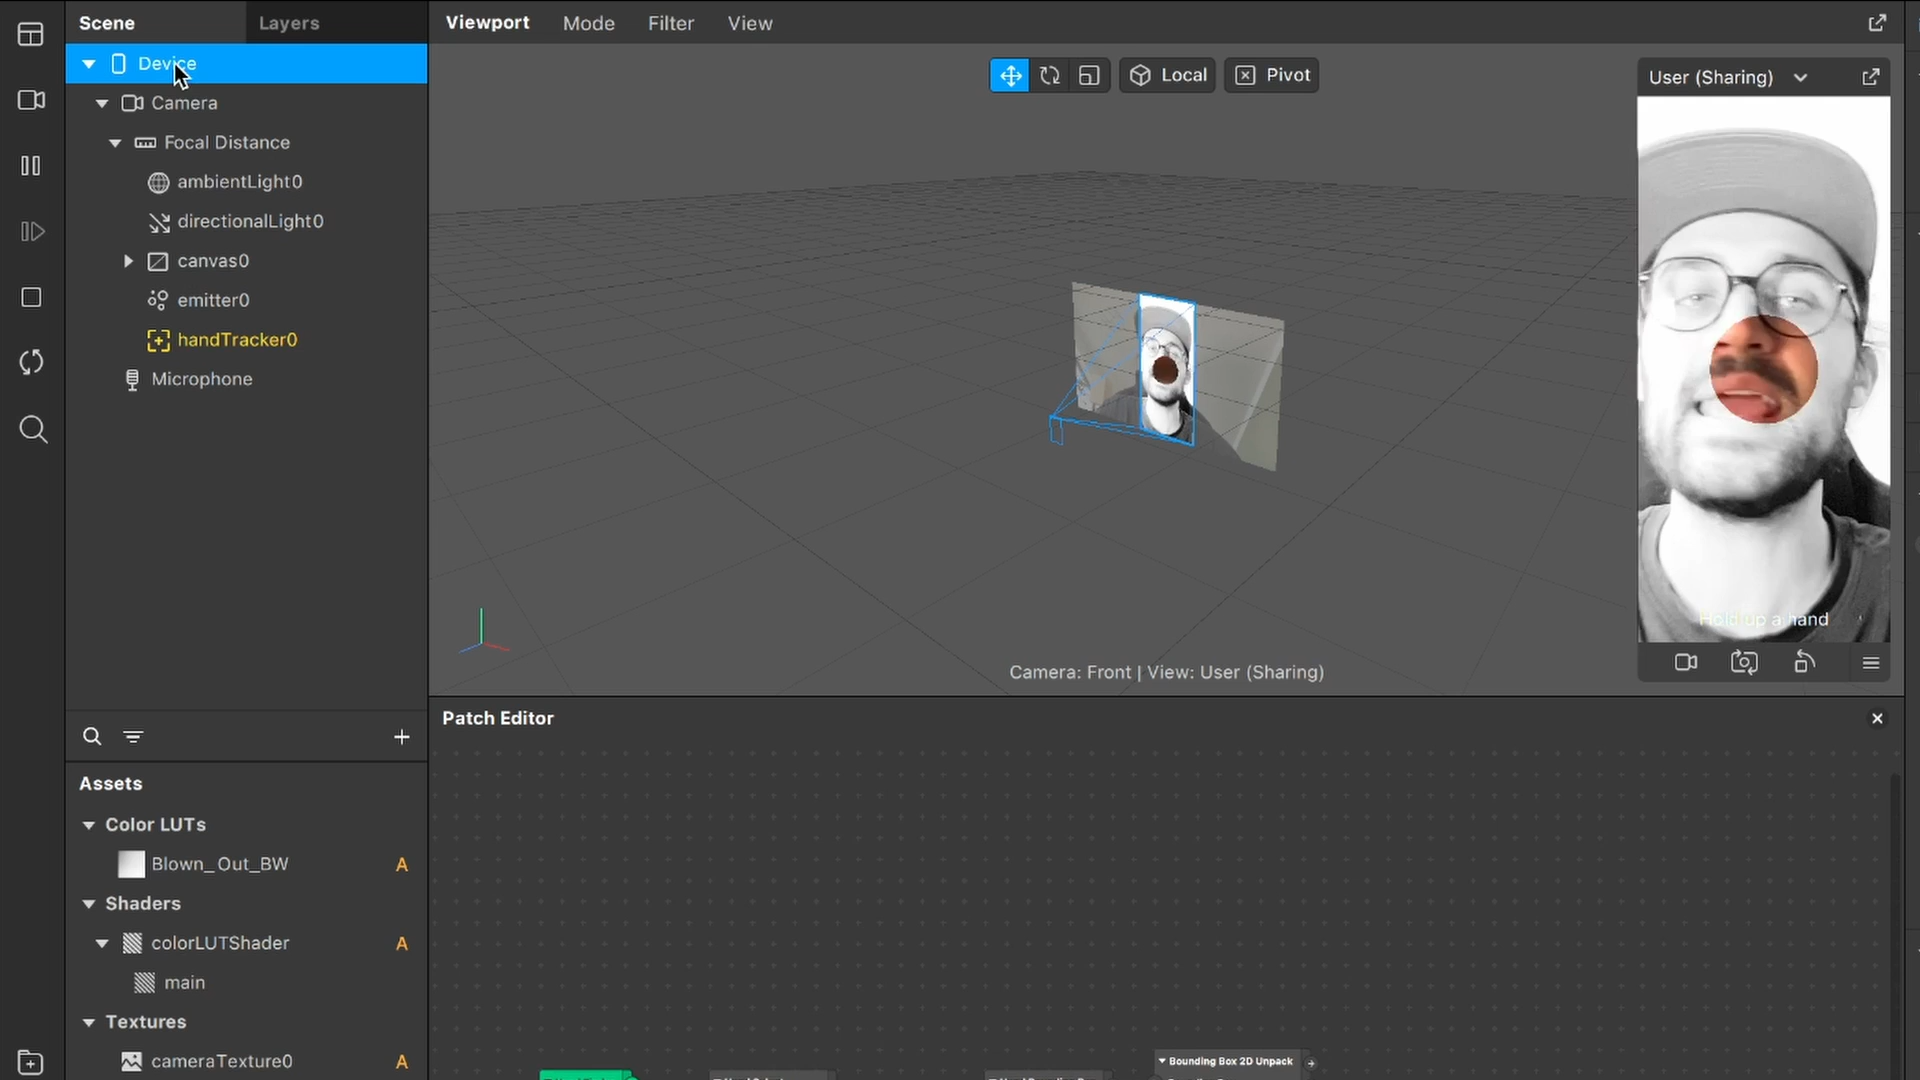 Scene
Layers
Device
Camera
Focal Distance
ambientLight0
directionalLight0
canvas0
emitter0
handTracker0
Microphone
Viewport
Mode
Filter
View
Local
Pivot
User (Sharing)
Hold up a hand
Camera: Front | View: User (Sharing)
Patch Editor
Bounding Box 2D Unpack
Assets
Color LUTs
Blown_Out_BW A
Shaders
colorLUTShader A
main
Textures
cameraTexture0 A